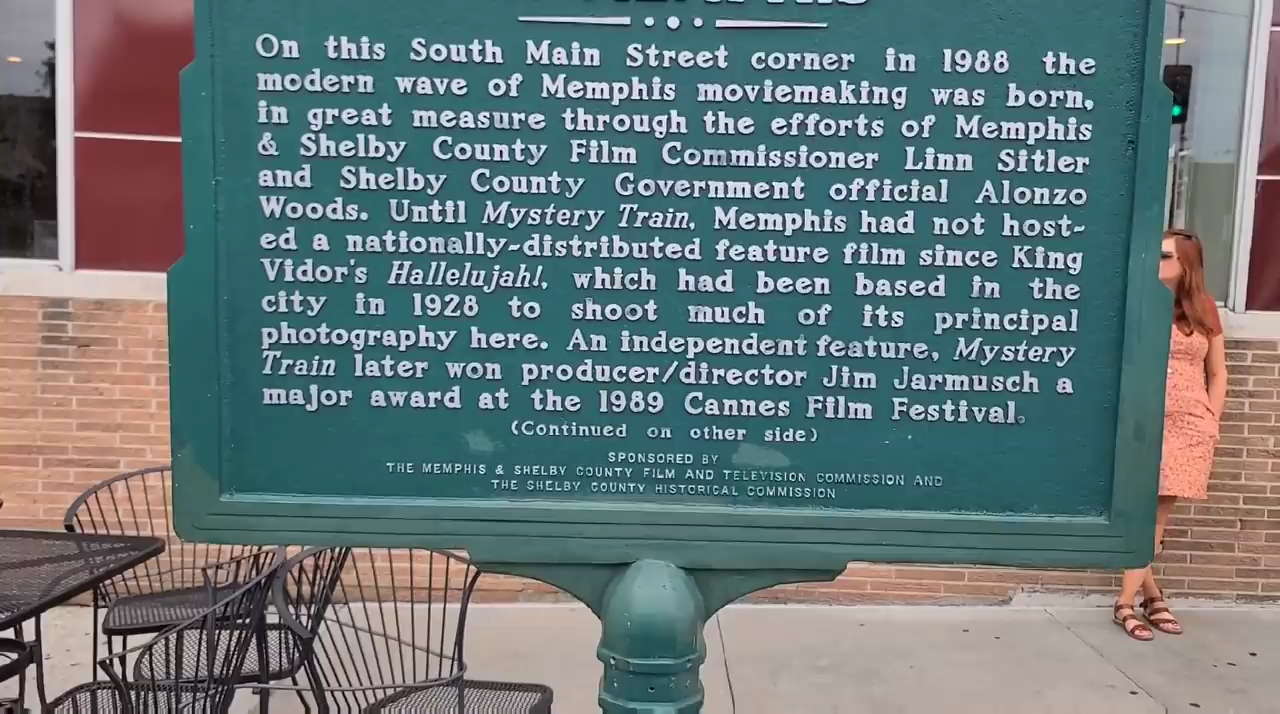 On this South Main Street corner in 1988 the
modern wave of Memphis moviemaking was born,
in great measure through the efforts of Memphis
& Shelby County Film Commissioner Linn Sitler
and Shelby County Government official Alonzo
Woods. Until Mystery Train, Memphis had not host-
ed a nationally-distributed feature film since King
Vidor's Hallelujah!, which had been based in the
city in 1928 to shoot much of its principal
photography here. An independent feature, Mystery
Train later won producer/director Jim Jarmusch a
major award at the 1989 Cannes Film Festival.
(Continued on other side)
SPONSORED BY
THE MEMPHIS & SHELBY COUNTY FILM AND TELEVISION COMMISSION AND
THE SHELBY COUNTY HISTORICAL COMMISSION